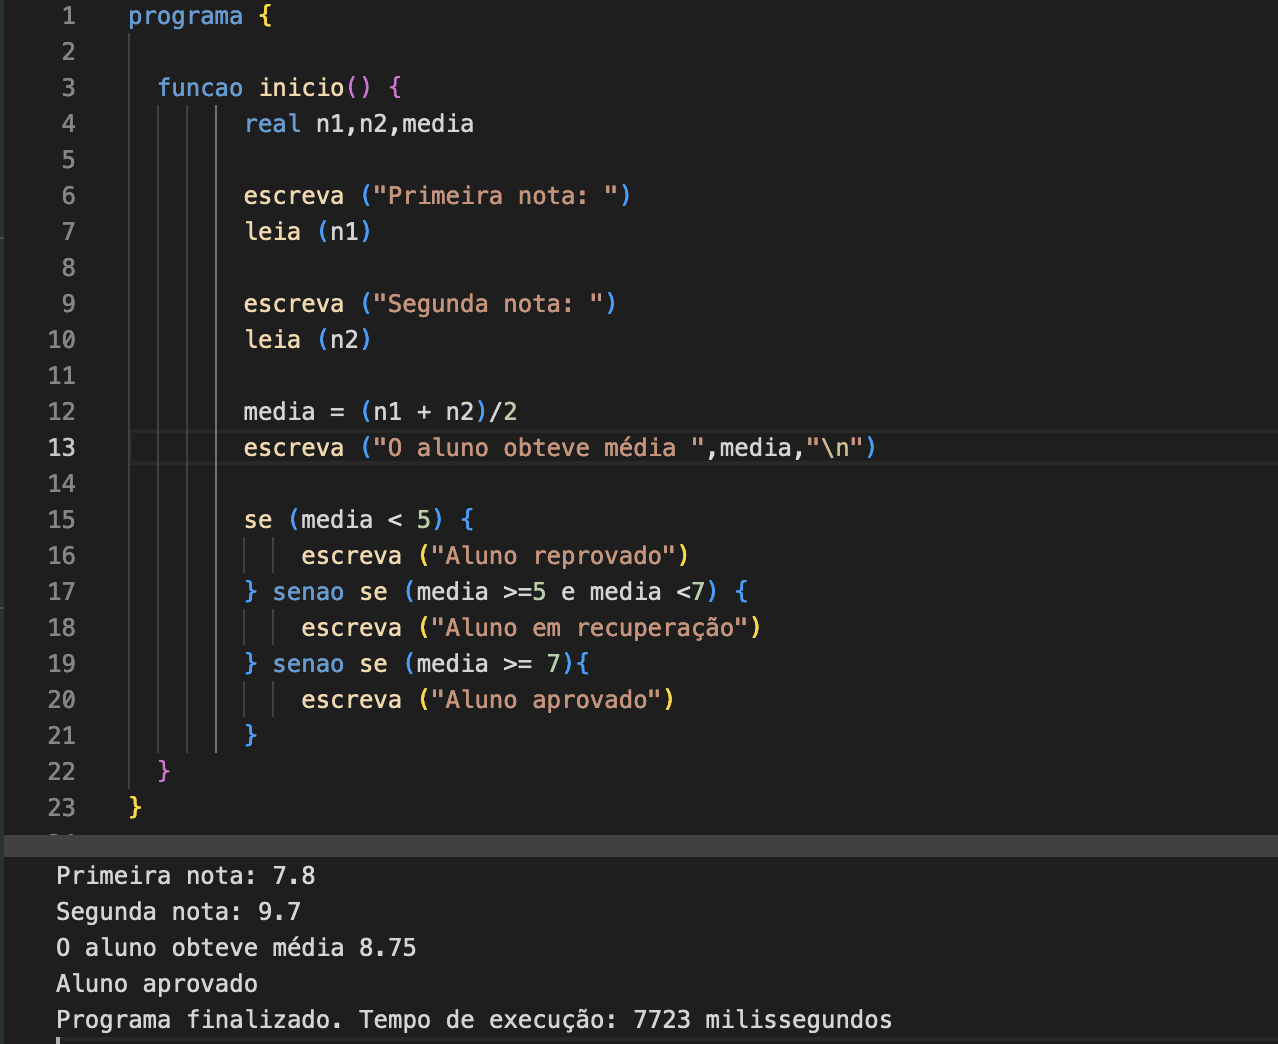 1 programa {
2
3 funcao inicio() {
4 real n1,n2,media
5
6 escreva ("Primeira nota: ")
7 leia (n1)
8
9 escreva ("Segunda nota: ")
10 leia (n2)
11
12 media = (n1 + n2)/2
13 escreva ("O aluno obteve média ",media,"\n")
14
15 se (media < 5) {
16 escreva ("Aluno reprovado")
17 } senao se (media >=5 e media <7) {
18 escreva ("Aluno em recuperação")
19 } senao se (media >= 7){
20 escreva ("Aluno aprovado")
21 }
22 }
23 }
Primeira nota: 7.8
Segunda nota: 9.7
O aluno obteve média 8.75
Aluno aprovado
Programa finalizado. Tempo de execução: 7723 milissegundos